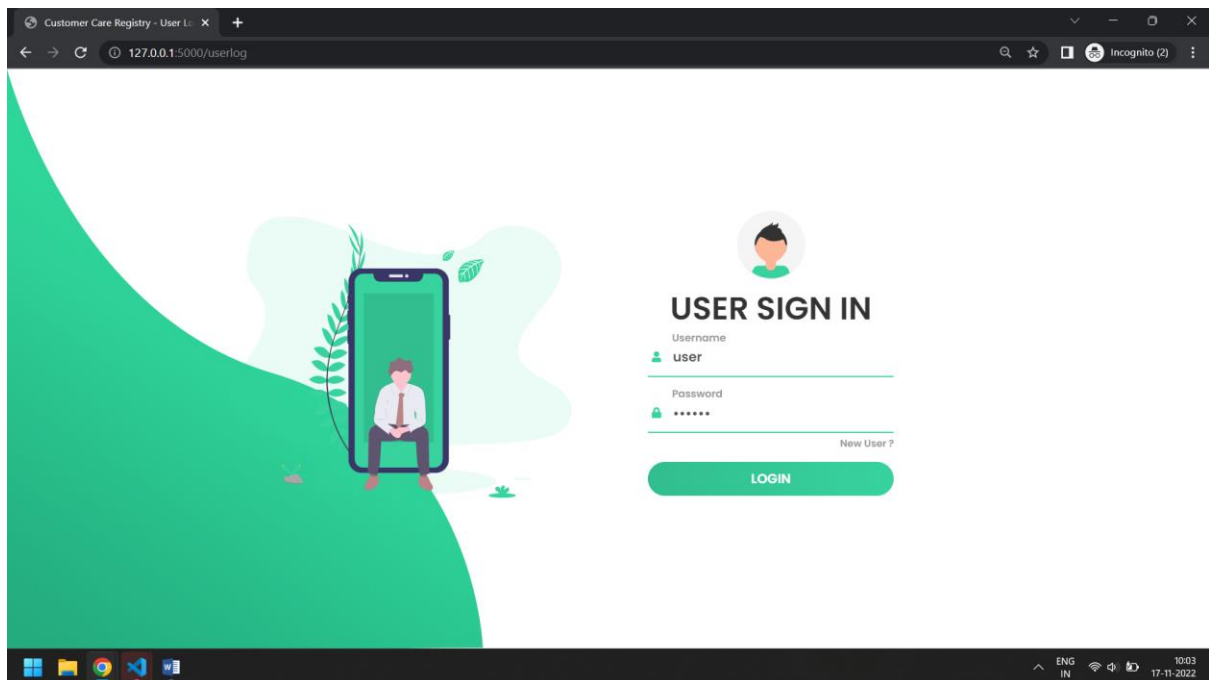 Customer Care Registry - User Lo
127.0.0.1:5000/userlog
Incognito (2)
USER SIGN IN
Username
user
Password
••••••
New User ?
LOGIN
ENG
IN
10:03
17-11-2022